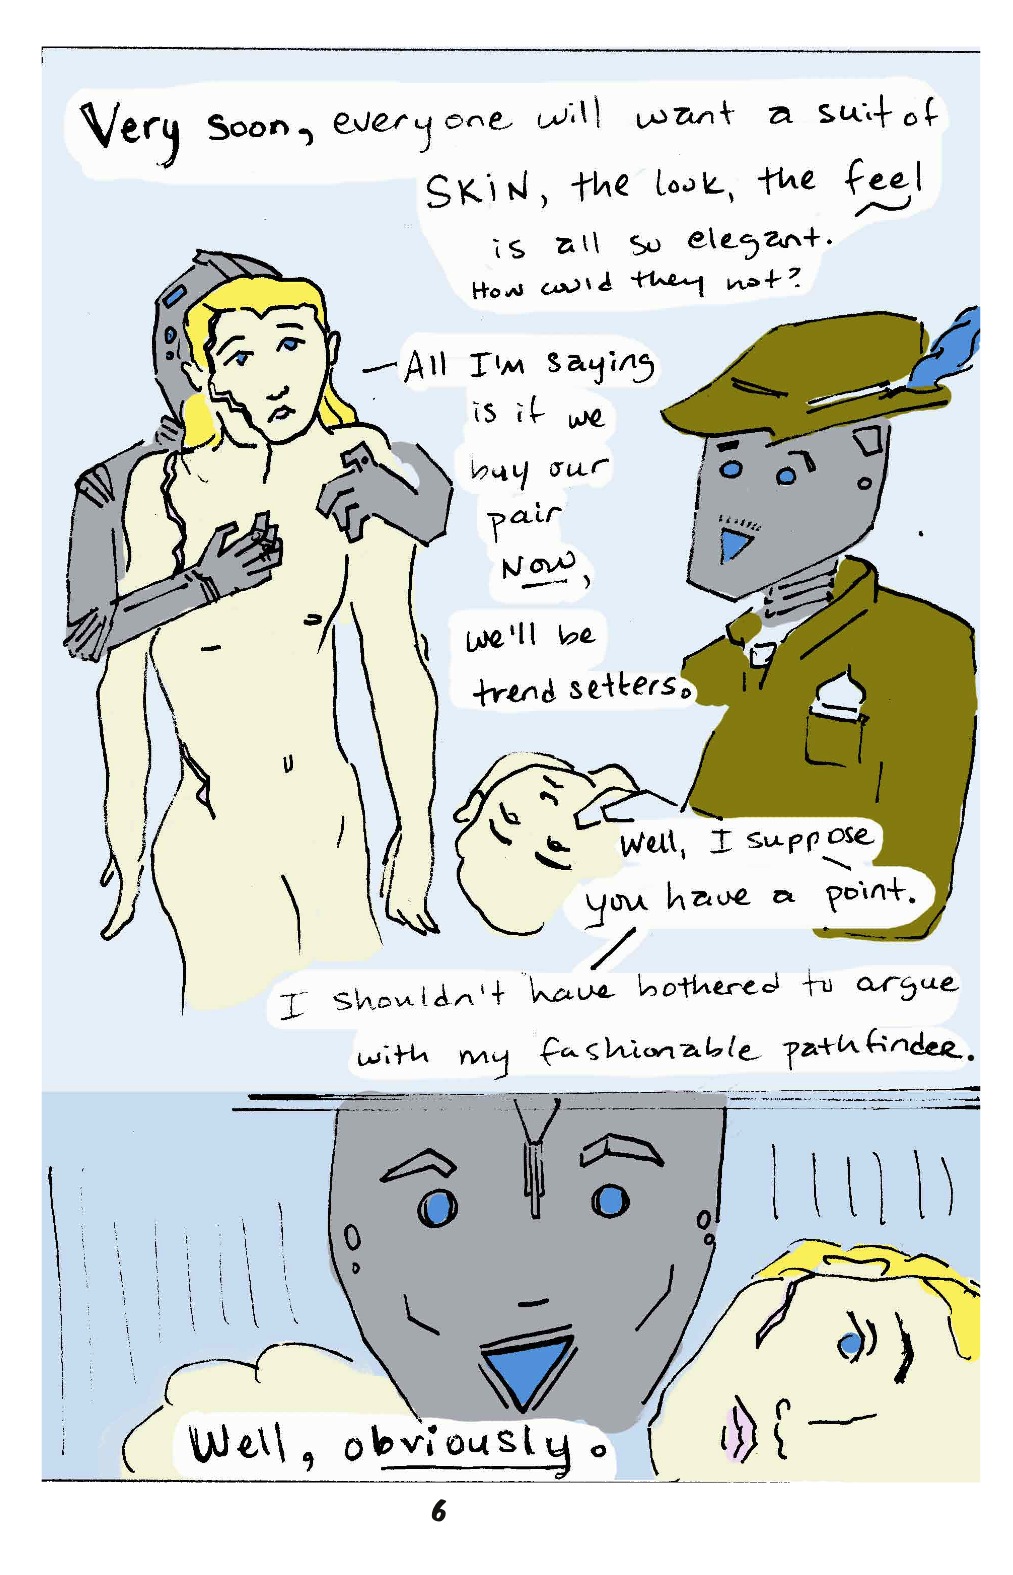 Very soon, everyone will want a suit of
SKiN, the look, the feel
is all so elegant.
How could they not?
All I'm saying
is if we
buy our
pair
Now,
we'll be
trend setters.
Well, I suppose
you have a point.
I shouldn't have bothered to argue
with my fashionable pathfinder.
Well, obviously.
6